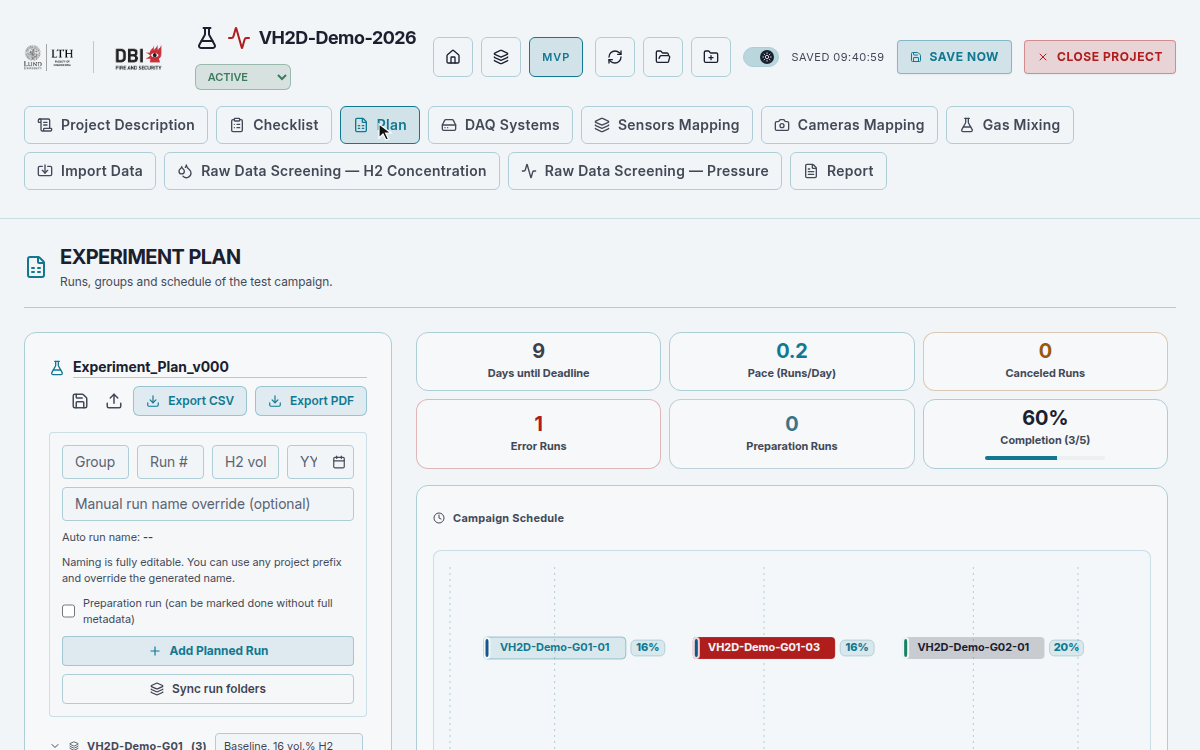 LUND
LTH
DBI
FIRE AND SECURITY
VH2D-Demo-2026
ACTIVE
MVP
SAVED 09:40:59
SAVE NOW
CLOSE PROJECT
Project Description
Checklist
Plan
DAQ Systems
Sensors Mapping
Cameras Mapping
Gas Mixing
Import Data
Raw Data Screening — H2 Concentration
Raw Data Screening — Pressure
Report
EXPERIMENT PLAN
Runs, groups and schedule of the test campaign.
Experiment_Plan_v000
Export CSV
Export PDF
Group
Run #
H2 vol
YY
Manual run name override (optional)
Auto run name: --
Naming is fully editable. You can use any project prefix
and override the generated name.
Preparation run (can be marked done without full
metadata)
Add Planned Run
Sync run folders
VH2D-Demo-G01 (3)
Baseline, 16 vol.% H2
9
Days until Deadline
0.2
Pace (Runs/Day)
0
Canceled Runs
1
Error Runs
0
Preparation Runs
60%
Completion (3/5)
Campaign Schedule
VH2D-Demo-G01-01
16%
VH2D-Demo-G01-03
16%
VH2D-Demo-G02-01
20%